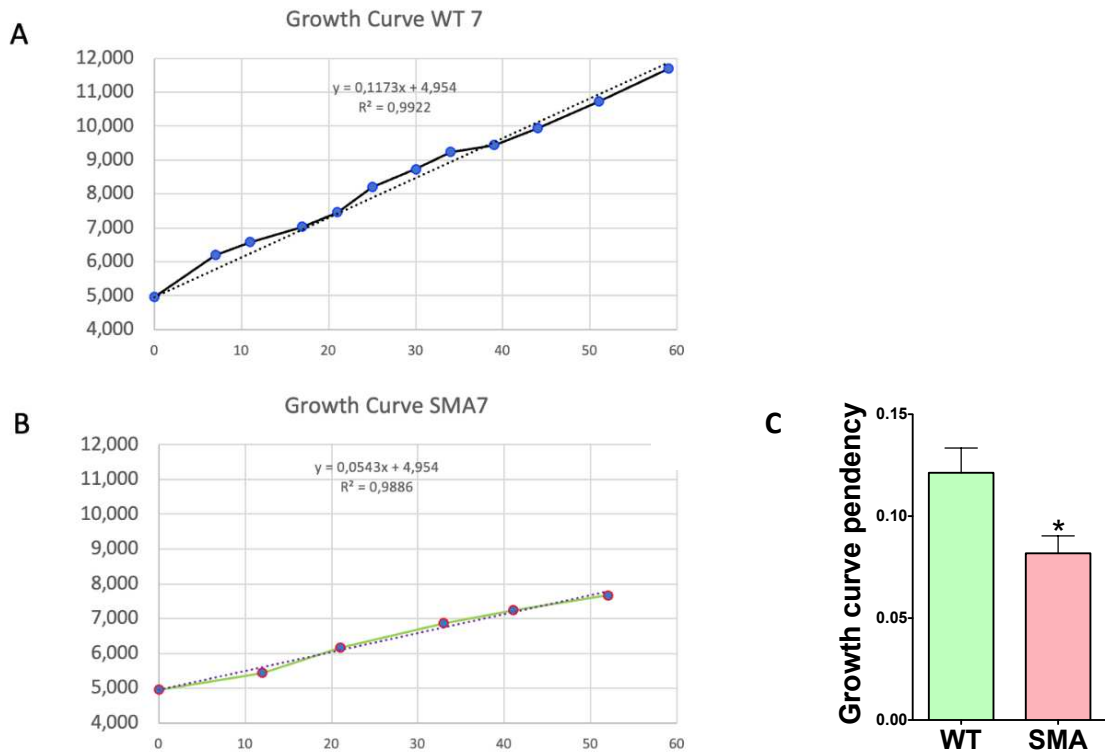 A
Growth Curve WT 7
12,000
11,000
10,000
9,000
8,000
7,000
6,000
5,000
4,000
y = 0,1173x + 4,954
R² = 0,9922
0 10 20 30 40 50 60
B
Growth Curve SMA7
12,000
11,000
10,000
9,000
8,000
7,000
6,000
5,000
4,000
y = 0,0543x + 4,954
R² = 0,9886
0 10 20 30 40 50 60
C
Growth curve pendency
0.15
0.10
0.05
0.00
*
WT SMA